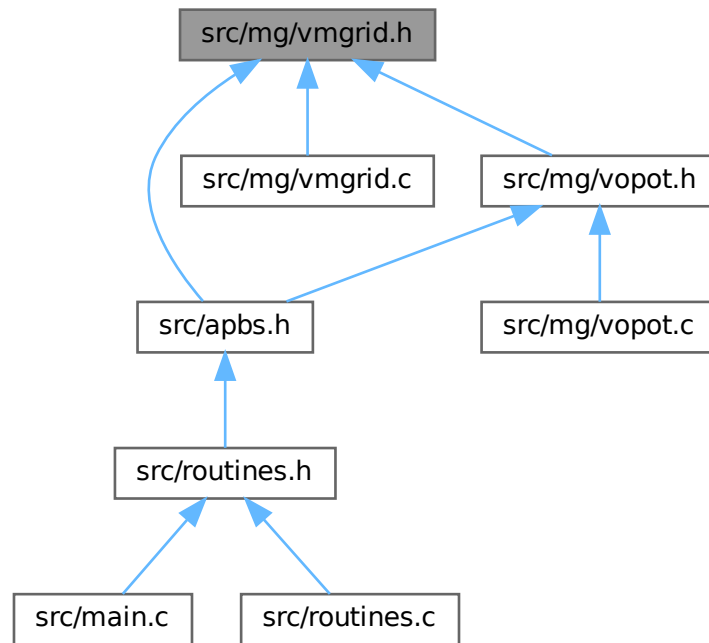 src/mg/vmgrid.h
src/mg/vmgrid.c
src/mg/vopot.h
src/apbs.h
src/mg/vopot.c
src/routines.h
src/main.c
src/routines.c